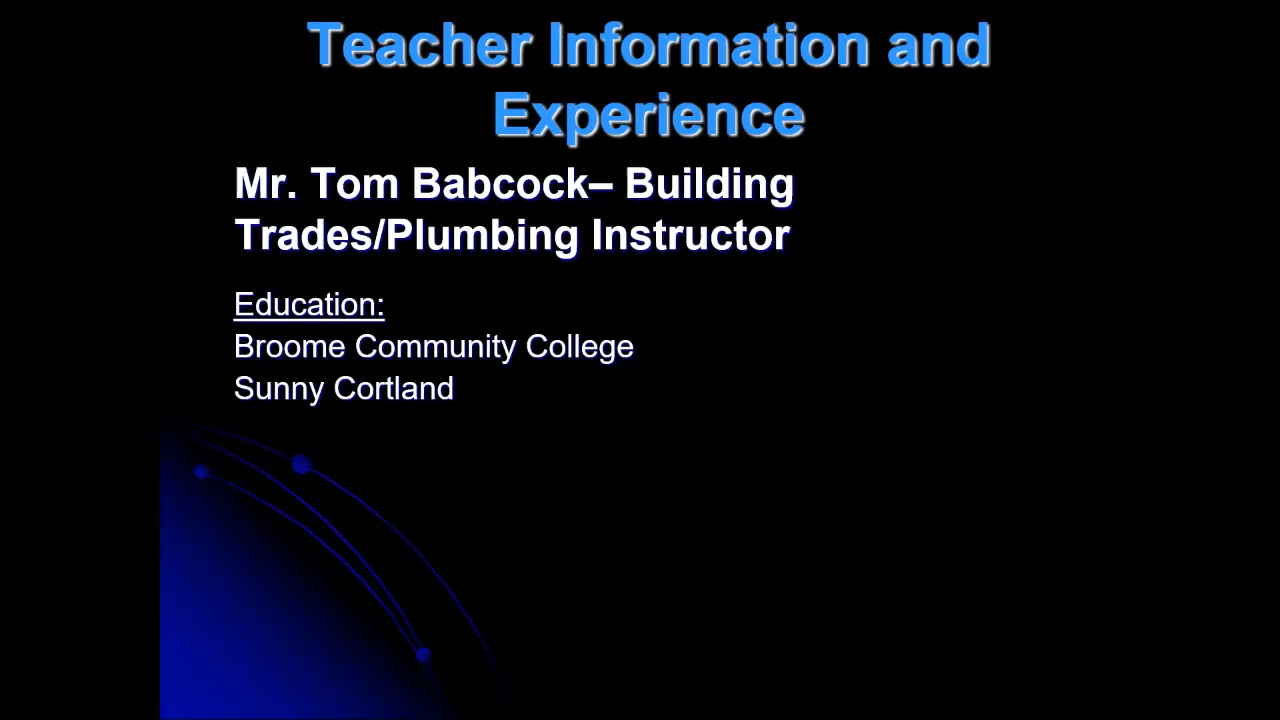 Teacher Information and
Experience
Mr. Tom Babcock– Building
Trades/Plumbing Instructor
Education:
Broome Community College
Sunny Cortland